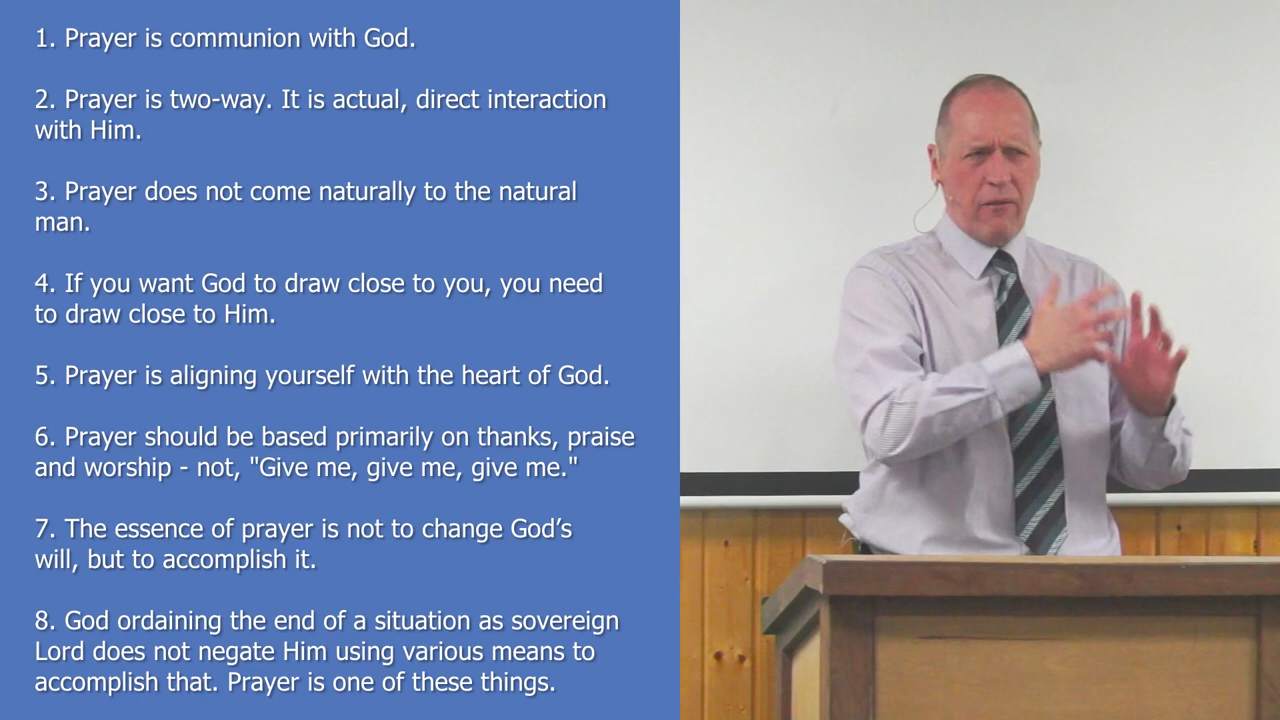 1. Prayer is communion with God.
2. Prayer is two-way. It is actual, direct interaction
with Him.
3. Prayer does not come naturally to the natural
man.
4. If you want God to draw close to you, you need
to draw close to Him.
5. Prayer is aligning yourself with the heart of God.
6. Prayer should be based primarily on thanks, praise
and worship - not, "Give me, give me, give me."
7. The essence of prayer is not to change God’s
will, but to accomplish it.
8. God ordaining the end of a situation as sovereign
Lord does not negate Him using various means to
accomplish that. Prayer is one of these things.